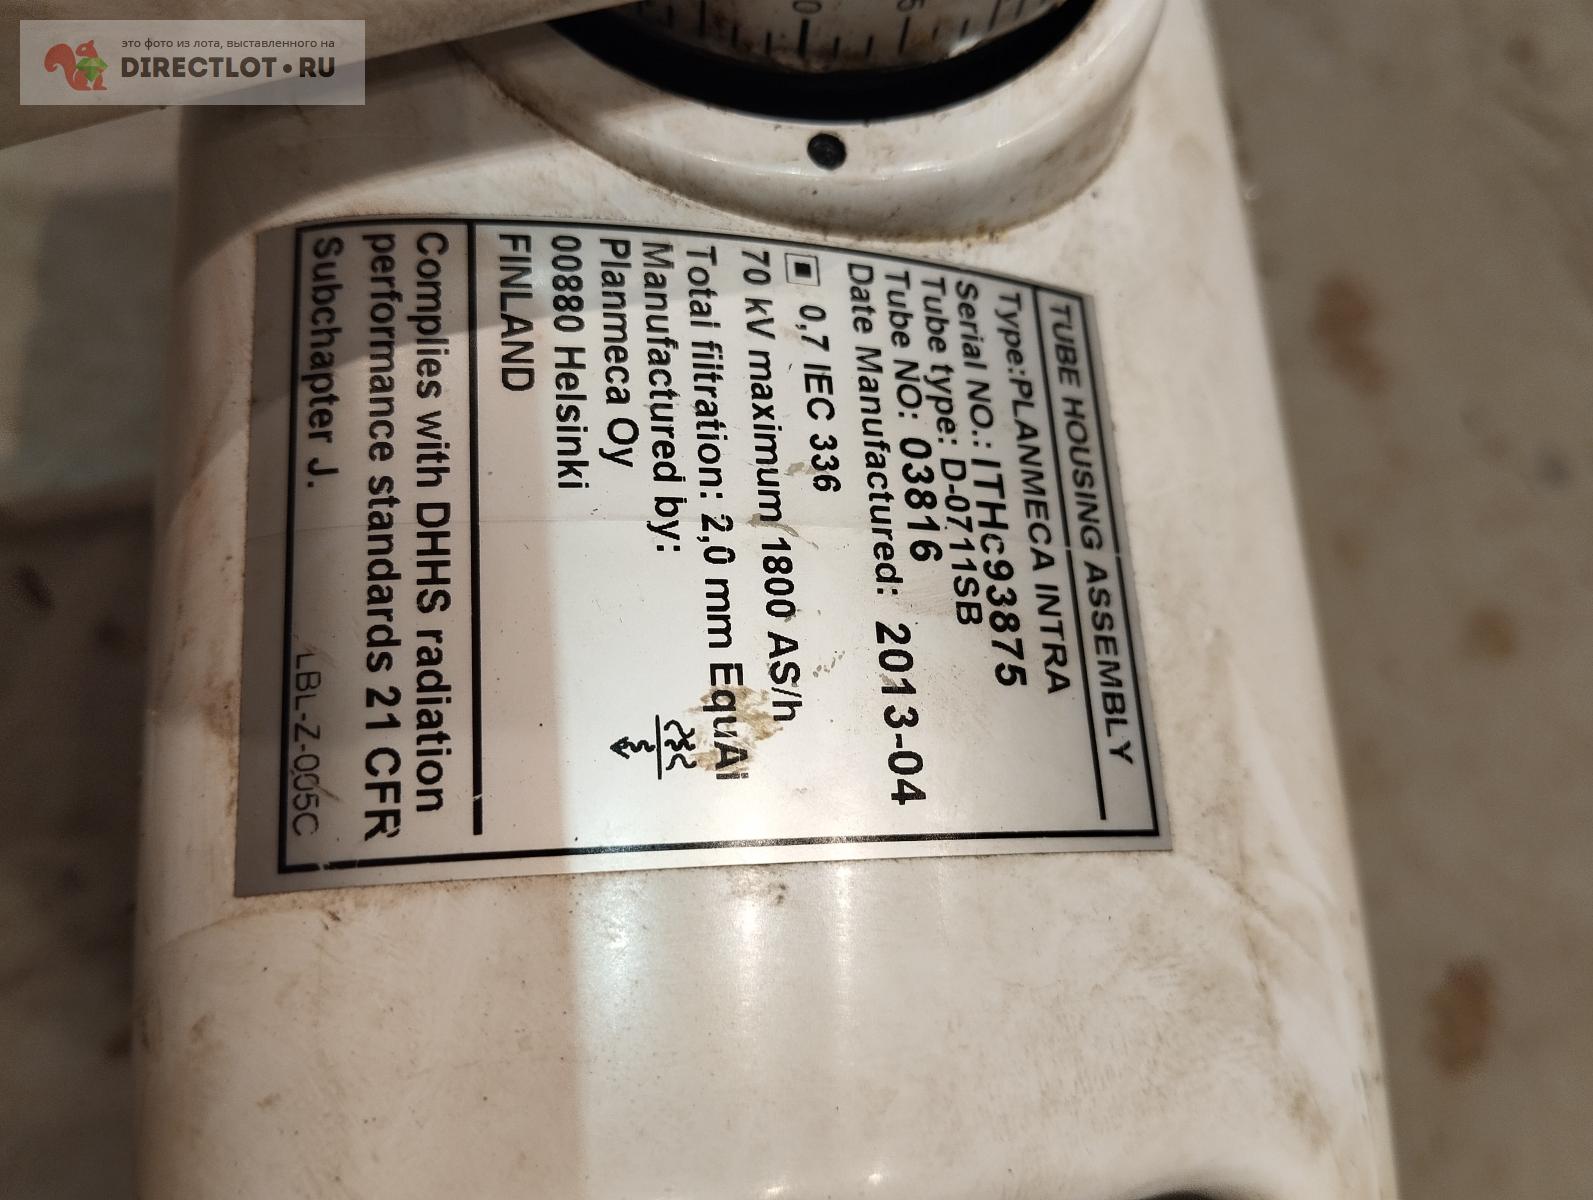 это фото из лота, выставленного на
DIRECTLOT•RU
0 5
TUBE HOUSING ASSEMBLY
Type:PLANMECA INTRA
Serial NO.: ITHc93875
Tube type: D-0711SB
Tube NO: 03816
Date Manufactured: 2013-04
0,7 IEC 336
70 kV maximum 1800 AS/h
Total filtration: 2,0 mm EquAl
Manufactured by:
Planmeca Oy
00880 Helsinki
FINLAND
Complies with DHHS radiation
performance standards 21 CFR
Subchapter J.
LBL-Z-005C